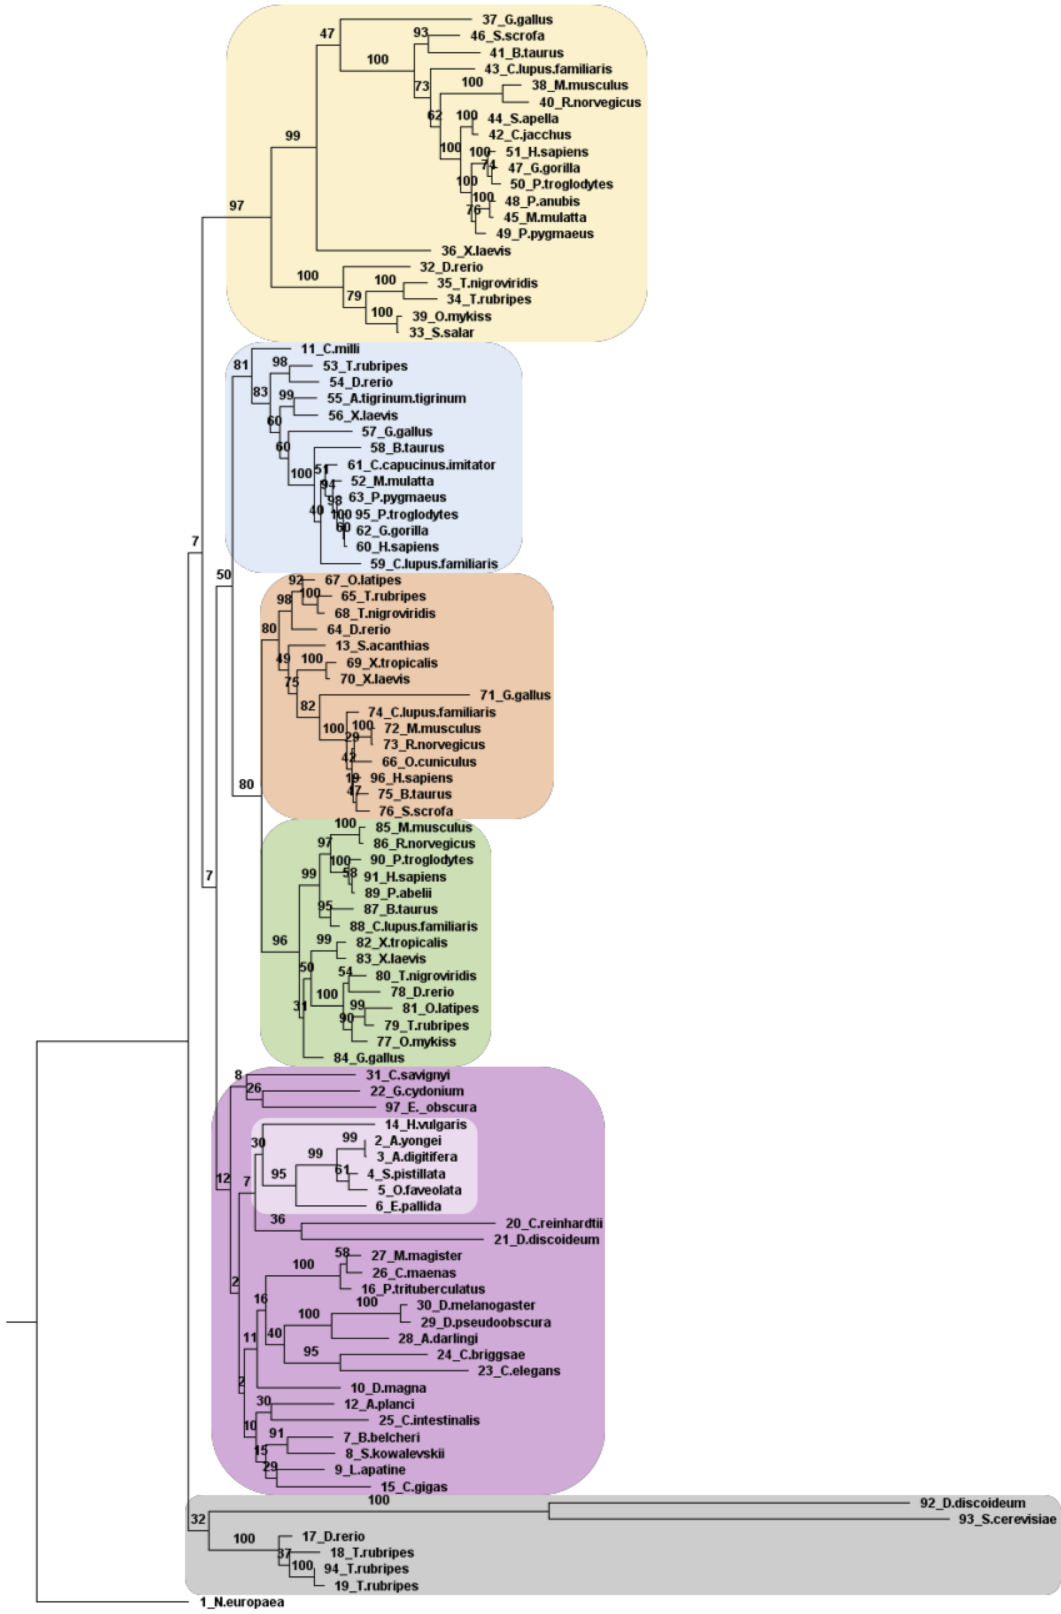 37_G.gallus
47
93
46_S.scrofa
41_B.taurus
100
43_C.lupus.familiaris
73
100
38_M.musculus
40_R.norvegicus
62
100
44_S.apella
42_C.jacchus
99
100
100
51_H.sapiens
74
47_G.gorilla
100
50_P.troglodytes
100
48_P.anubis
76
45_M.mulatta
97
49_P.pygmaeus
36_X.laevis
32_D.rerio
100
100
35_T.nigroviridis
79
34_T.rubripes
100
39_O.mykiss
33_S.salar
11_C.milli
81
98
53_T.rubripes
83
54_D.rerio
99
55_A.tigrinum.tigrinum
60
56_X.laevis
57_G.gallus
60
58_B.taurus
100
51
61_C.capucinus.imitator
94
52_M.mulatta
98
63_P.pygmaeus
40
100
95_P.troglodytes
60
62_G.gorilla
7
60_H.sapiens
59_C.lupus.familiaris
50
92
67_O.latipes
98
100
65_T.rubripes
68_T.nigroviridis
80
64_D.rerio
13_S.acanthias
49
100
69_X.tropicalis
75
70_X.laevis
71_G.gallus
82
74_C.lupus.familiaris
100
100
72_M.musculus
29
73_R.norvegicus
42
66_O.cuniculus
80
19
96_H.sapiens
47
75_B.taurus
76_S.scrofa
100
85_M.musculus
97
86_R.norvegicus
100
90_P.troglodytes
99
58
91_H.sapiens
7
89_P.abelii
95
87_B.taurus
88_C.lupus.familiaris
96
99
82_X.tropicalis
83_X.laevis
50
54
80_T.nigroviridis
100
78_D.rerio
31
99
81_O.latipes
90
79_T.rubripes
77_O.mykiss
84_G.gallus
8
31_C.savignyi
26
22_G.cydonium
97_E._obscura
14_H.vulgaris
30
99
2_A.yongei
99
3_A.digitifera
12
7
95
61
4_S.pistillata
5_O.faveolata
6_E.pallida
36
20_C.reinhardtii
21_D.discoideum
58
27_M.magister
100
26_C.maenas
2
16_P.trituberculatus
16
100
30_D.melanogaster
100
29_D.pseudoobscura
11
40
28_A.darlingi
95
24_C.briggsae
23_C.elegans
2
10_D.magna
30
12_A.planci
10
25_C.intestinalis
91
7_B.belcheri
15
8_S.kowalevskii
29
9_L.apatine
15_C.gigas
100
92_D.discoideum
32
93_S.cerevisiae
100
17_D.rerio
37
18_T.rubripes
100
94_T.rubripes
19_T.rubripes
1_N.europaea